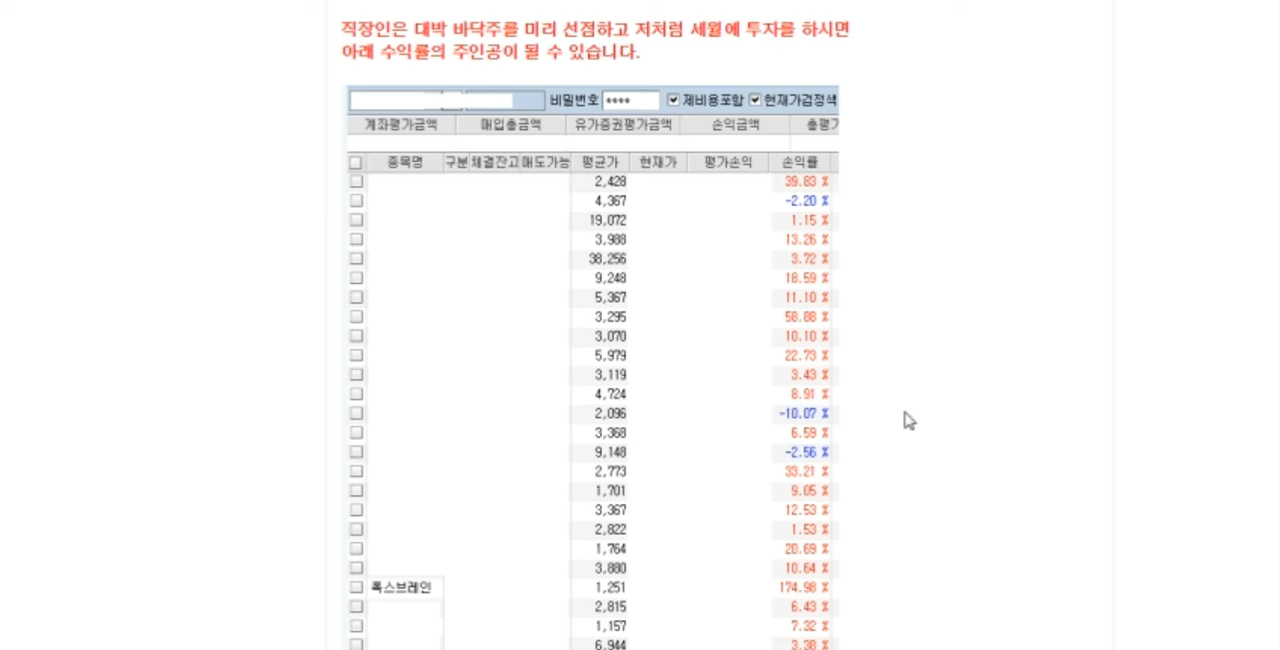 직장인은 대박 바닥주를 미리 선점하고 저처럼 세월에 투자를 하시면
아래 수익률의 주인공이 될 수 있습니다.
비밀번호 **** 제비용포함 현재가검정색
계좌평가금액 매입총금액 유가증권평가금액 손익금액 총평가
종목명 구분 체결잔고 매도가능 평균가 현재가 평가손익 손익률
2,428 39.83 %
4,367 -2.20 %
19,072 1.15 %
3,988 13.26 %
38,256 3.72 %
9,248 18.59 %
5,367 11.10 %
3,295 58.88 %
3,070 10.10 %
5,979 22.73 %
3,119 3.43 %
4,724 8.91 %
2,096 -10.07 %
3,368 6.59 %
9,148 -2.56 %
2,773 33.21 %
1,701 9.05 %
3,367 12.53 %
2,822 1.53 %
1,764 20.69 %
3,880 10.64 %
폭스브레인 1,251 174.98 %
2,815 6.43 %
1,157 7.32 %
6,944 3.38 %